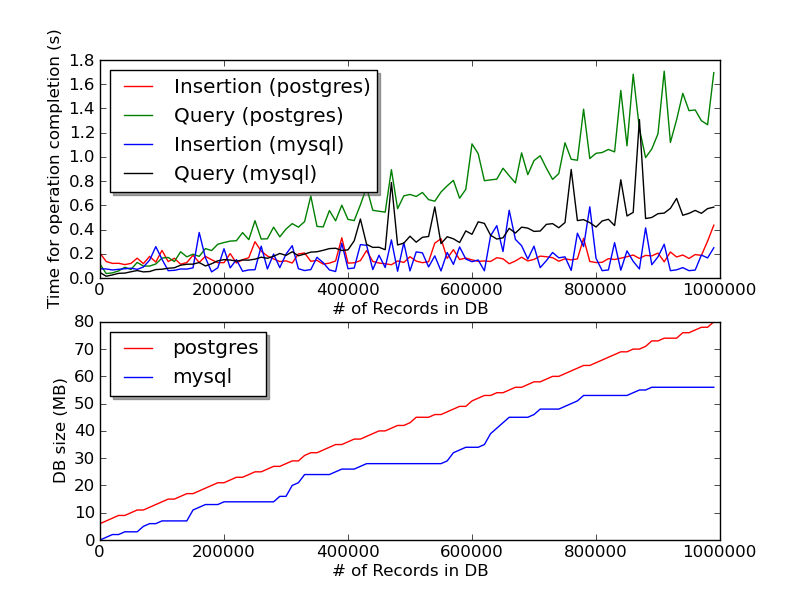 Time for operation completion (s)
1.8
1.6
1.4
1.2
1.0
0.8
0.6
0.4
0.2
0.0
Insertion (postgres)
Query (postgres)
Insertion (mysql)
Query (mysql)
0 200000 400000 600000 800000 1000000
# of Records in DB
DB size (MB)
80
70
60
50
40
30
20
10
0
postgres
mysql
0 200000 400000 600000 800000 1000000
# of Records in DB